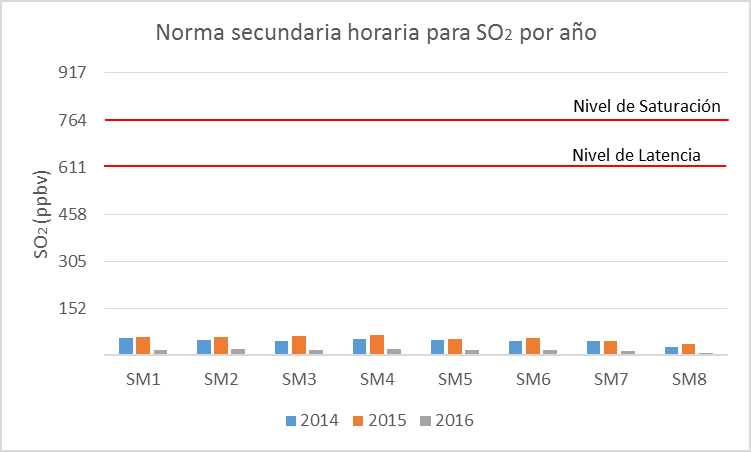 Norma secundaria horaria para SO2 por año
917
Nivel de Saturación
764
Nivel de Latencia
611
458
305
152
SO2 (ppbv)
SM1 SM2 SM3 SM4 SM5 SM6 SM7 SM8
2014 2015 2016